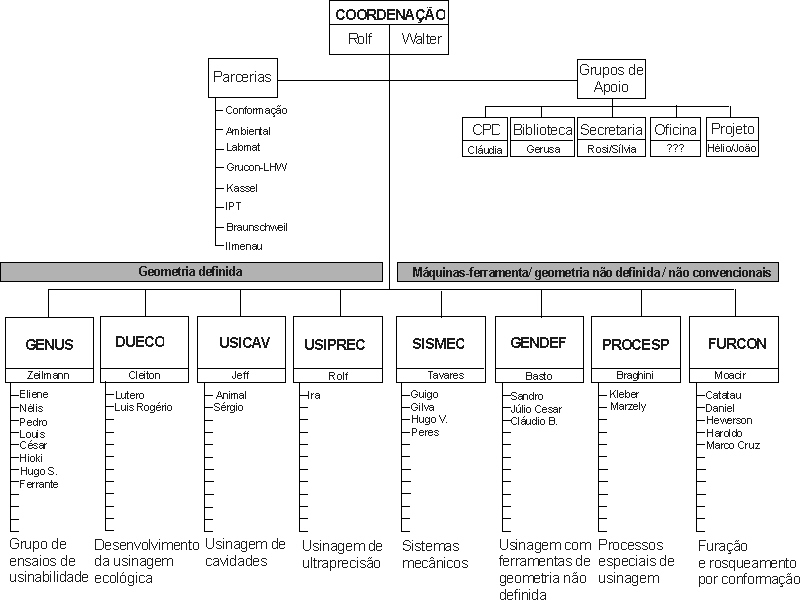 COORDENAÇÃO
Rolf Walter
Parcerias
Conformação
Ambiental
Labmat
Grucon-LHW
Kassel
IPT
Braunschweil
Ilmenau
Grupos de
Apoio
CPD Biblioteca Secretaria Oficina Projeto
Cláudia Gerusa Rosi/Sílvia ??? Hélio/João
Geometria definida
Máquinas-ferramenta/ geometria não definida / não convencionais
GENUS
Zeilmann
Eliene
Nélis
Pedro
Louis
César
Hioki
Hugo S.
Ferrante
Grupo de
ensaios de
usinabilidade
DUECO
Cleiton
Lutero
Luis Rogério
Desenvolvimento
da usinagem
ecológica
USICAV
Jeff
Animal
Sérgio
Usinagem de
cavidades
USIPREC
Rolf
Ira
Usinagem de
ultraprecisão
SISMEC
Tavares
Guigo
Gilva
Hugo V.
Peres
Sistemas
mecânicos
GENDEF
Basto
Sandro
Júlio Cesar
Cláudio B.
Usinagem com
ferramentas de
geometria não
definida
PROCESP
Braghini
Kleber
Marzely
Processos
especiais de
usinagem
FURCON
Moacir
Catatau
Daniel
Hewerson
Haroldo
Marco Cruz
Furação
e rosqueamento
por conformação